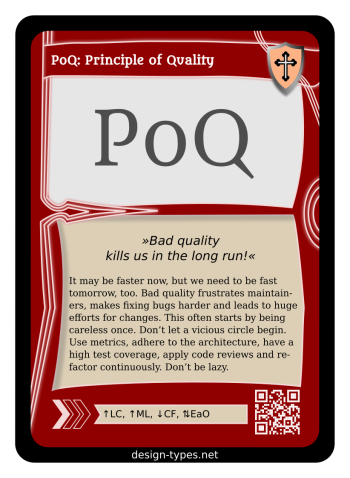 PoQ: Principle of Quality
PoQ
»Bad quality
kills us in the long run!«
It may be faster now, but we need to be fast
tomorrow, too. Bad quality frustrates maintain-
ers, makes fixing bugs harder and leads to huge
efforts for changes. This often starts by being
careless once. Don’t let a vicious circle begin.
Use metrics, adhere to the architecture, have a
high test coverage, apply code reviews and re-
factor continuously. Don’t be lazy.
↑LC, ↑ML, ↓CF, ⇅EaO
design-types.net